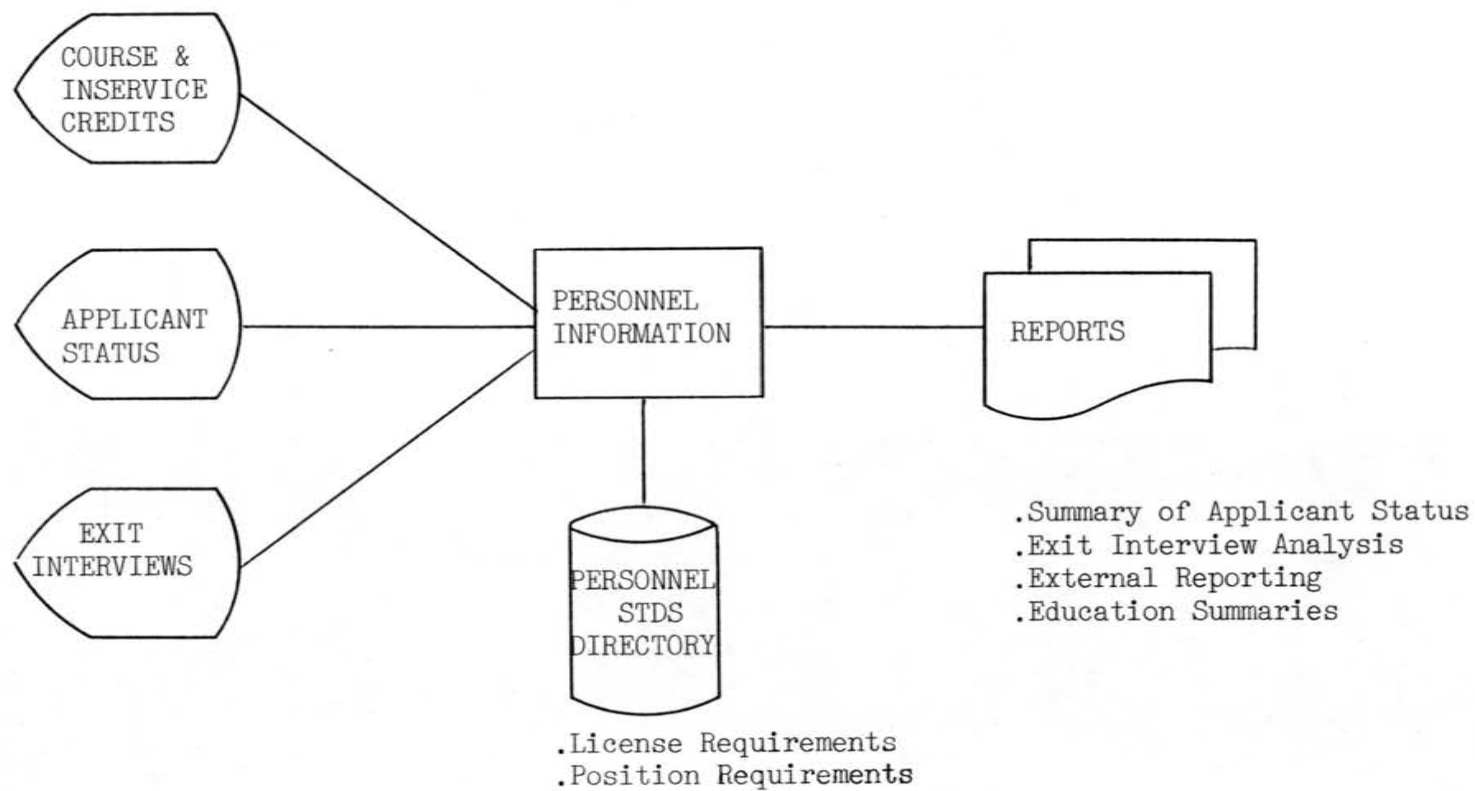 COURSE &
INSERVICE
CREDITS
APPLICANT
STATUS
EXIT
INTERVIEWS
PERSONNEL
INFORMATION
PERSONNEL
STDS
DIRECTORY
.License Requirements
.Position Requirements
REPORTS
.Summary of Applicant Status
.Exit Interview Analysis
.External Reporting
.Education Summaries